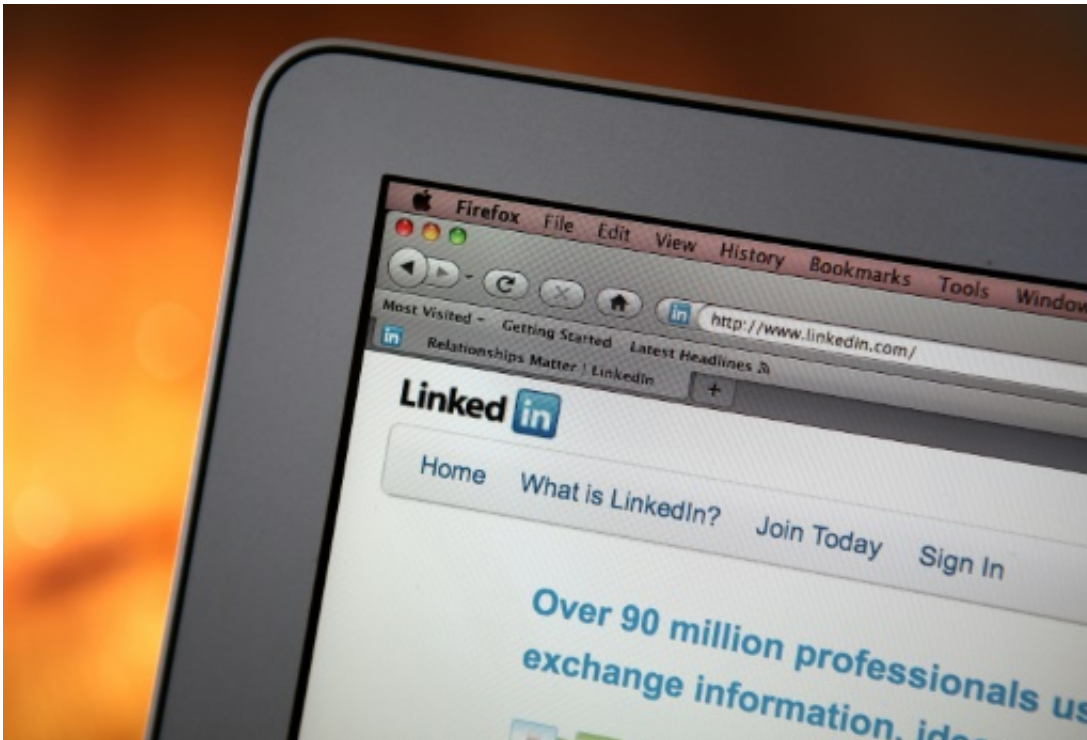 Firefox File Edit View History Bookmarks Tools Window
http://www.linkedin.com/
Most Visited Getting Started Latest Headlines
Relationships Matter | LinkedIn
Linked in
Home What is LinkedIn? Join Today Sign In
Over 90 million professionals us
exchange information, idea